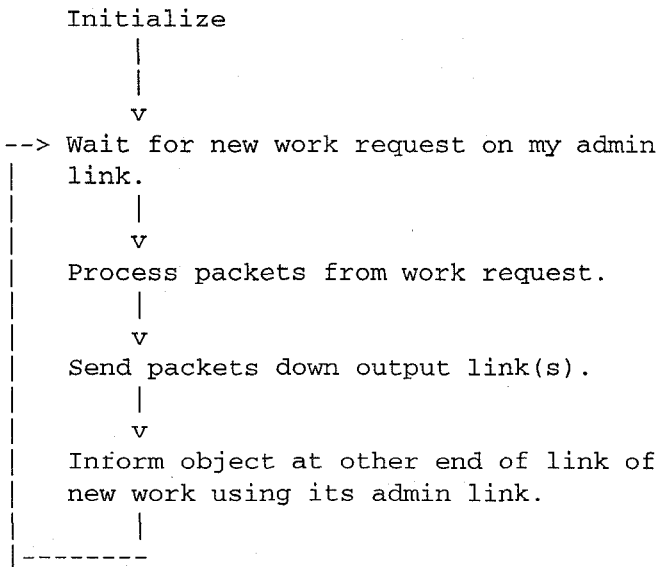 Initialize
Wait for new work request on my admin
link.
Process packets from work request.
Send packets down output link(s).
Inform object at other end of link of
new work using its admin link.